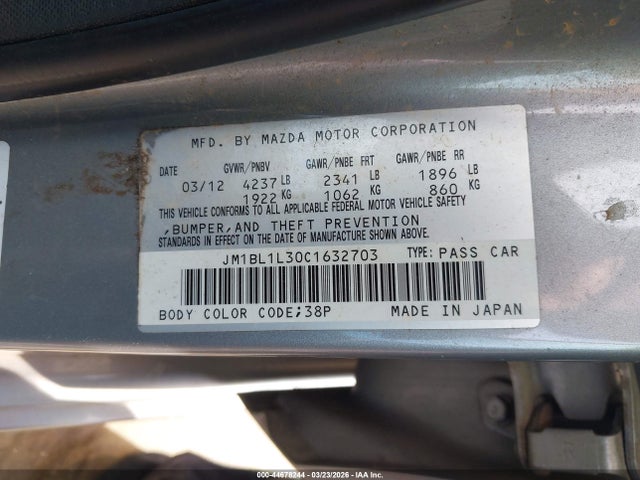 MFD. BY MAZDA MOTOR CORPORATION
DATE GVWR/PNBV GAWR/PNBE FRT GAWR/PNBE RR
03/12 4237 LB 2341 LB 1896 LB
1922 KG 1062 KG 860 KG
THIS VEHICLE CONFORMS TO ALL APPLICABLE FEDERAL MOTOR VEHICLE SAFETY
,BUMPER,AND THEFT PREVENTION
STANDARDS IN EFFECT ON THE DATE OF MANUFACTURE SHOWN ABOVE.
JM1BL1L30C1632703 TYPE: PASS CAR
BODY COLOR CODE;38P MADE IN JAPAN
000-44678244 - 03/23/2026 - IAA Inc.